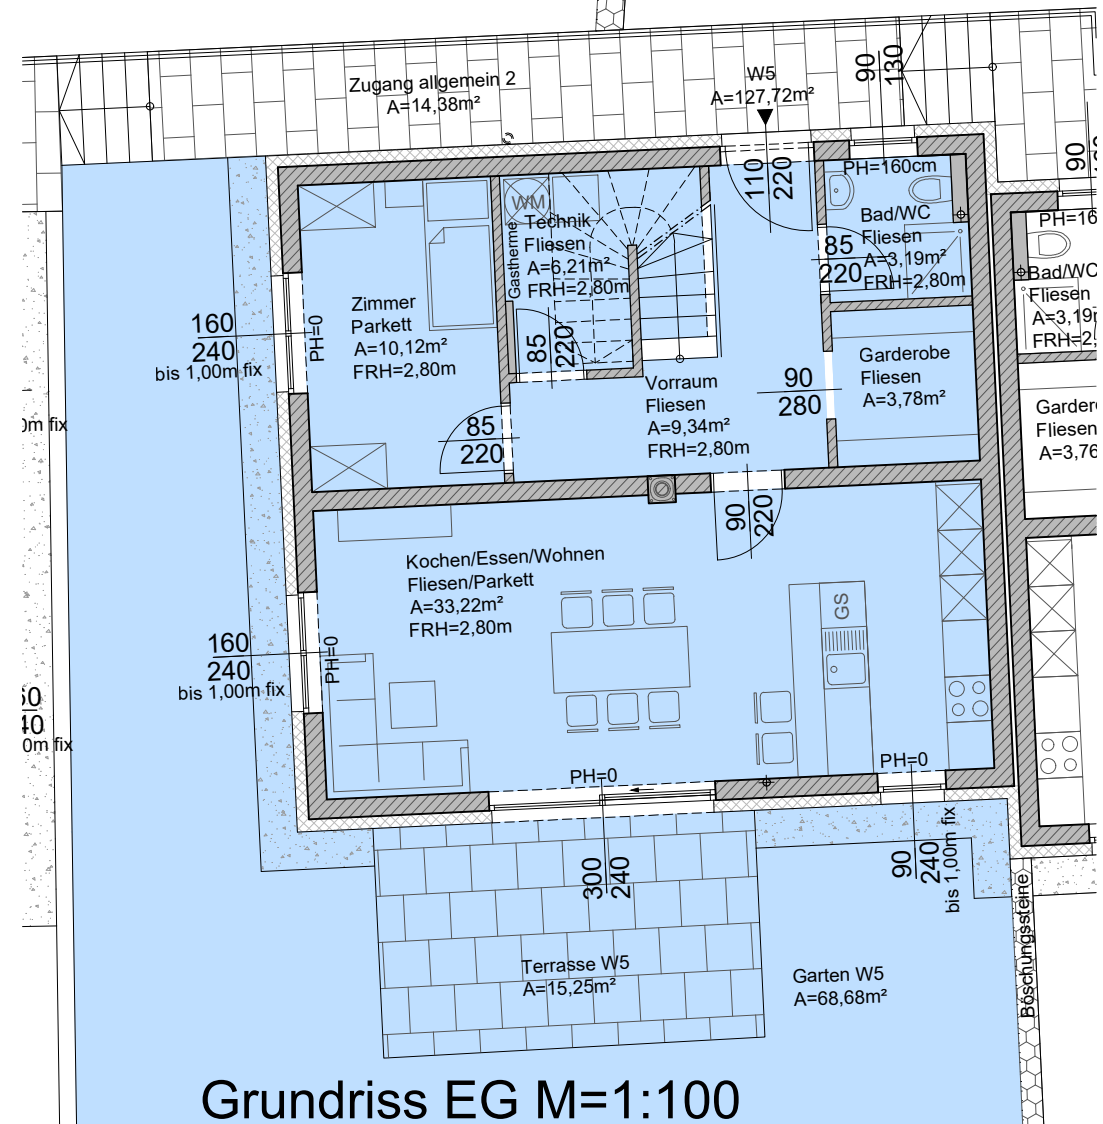 Zugang allgemein 2
A=14,38m²
W5
A=127,72m²
90
130
110
220
PH=160cm
90
WM
Technik
Fliesen
A=6,21m²
FRH=2,80m
Gastherme
Bad/WC
Fliesen
A=3,19m²
FRH=2,80m
85
220
PH=16
Bad/WC
Fliesen
A=3,19m
FRH=2,
Zimmer
Parkett
A=10,12m²
FRH=2,80m
160
240
bis 1,00m fix
PH=0
85
220
Vorraum
Fliesen
A=9,34m²
FRH=2,80m
90
280
Garderobe
Fliesen
A=3,78m²
Garder
Fliesen
A=3,76
0m fix
85
220
90
220
Kochen/Essen/Wohnen
Fliesen/Parkett
A=33,22m²
FRH=2,80m
GS
160
240
bis 1,00m fix
PH=0
60
40
0m fix
PH=0
PH=0
300
240
90
240
bis 1,00m fix
Böschungssteine
Terrasse W5
A=15,25m²
Garten W5
A=68,68m²
Grundriss EG M=1:100